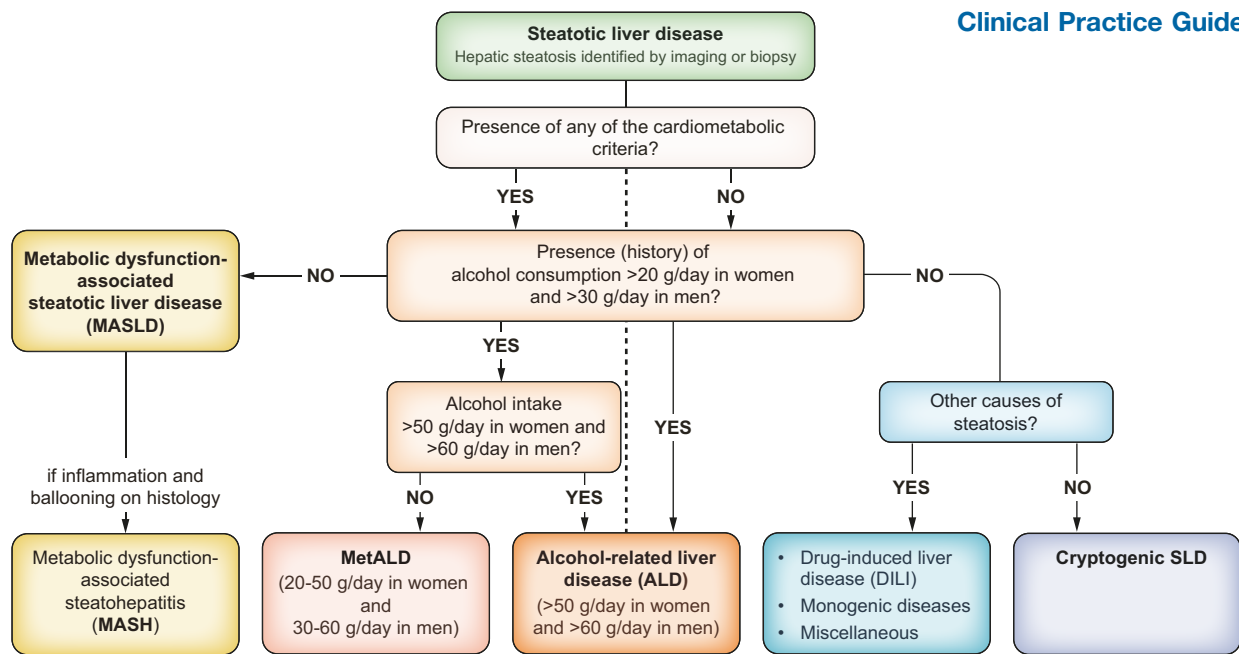 Clinical Practice Guide
Steatotic liver disease
Hepatic steatosis identified by imaging or biopsy
Presence of any of the cardiometabolic
criteria?
YES
NO
Metabolic dysfunction-
associated
steatotic liver disease
(MASLD)
NO
Presence (history) of
alcohol consumption >20 g/day in women
and >30 g/day in men?
NO
YES
Alcohol intake
>50 g/day in women and
>60 g/day in men?
YES
Other causes of
steatosis?
if inflammation and
ballooning on histology
NO
YES
YES
NO
Metabolic dysfunction-
associated
steatohepatitis
(MASH)
MetALD
(20-50 g/day in women
and
30-60 g/day in men)
Alcohol-related liver
disease (ALD)
(>50 g/day in women
and >60 g/day in men)
• Drug-induced liver
disease (DILI)
• Monogenic diseases
• Miscellaneous
Cryptogenic SLD